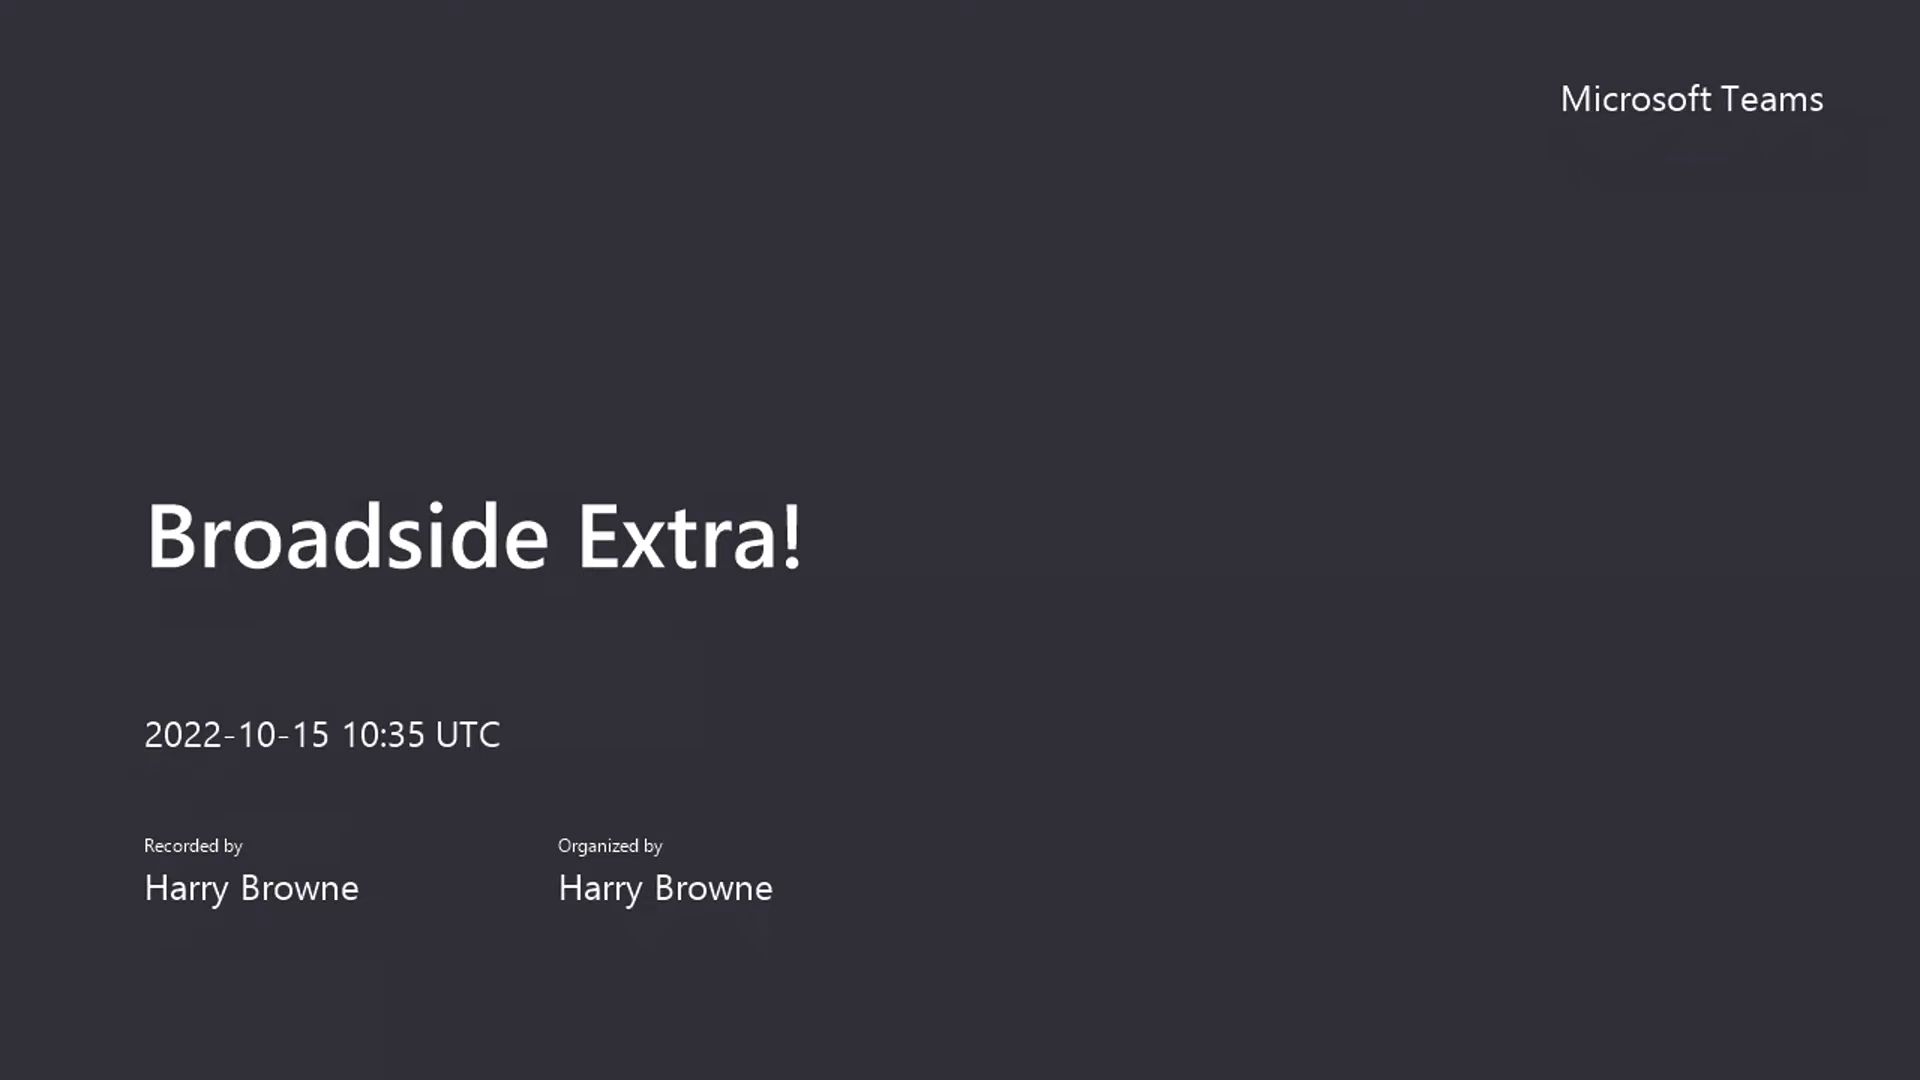 Microsoft Teams
Broadside Extra!
2022-10-15 10:35 UTC
Recorded by
Harry Browne
Organized by
Harry Browne